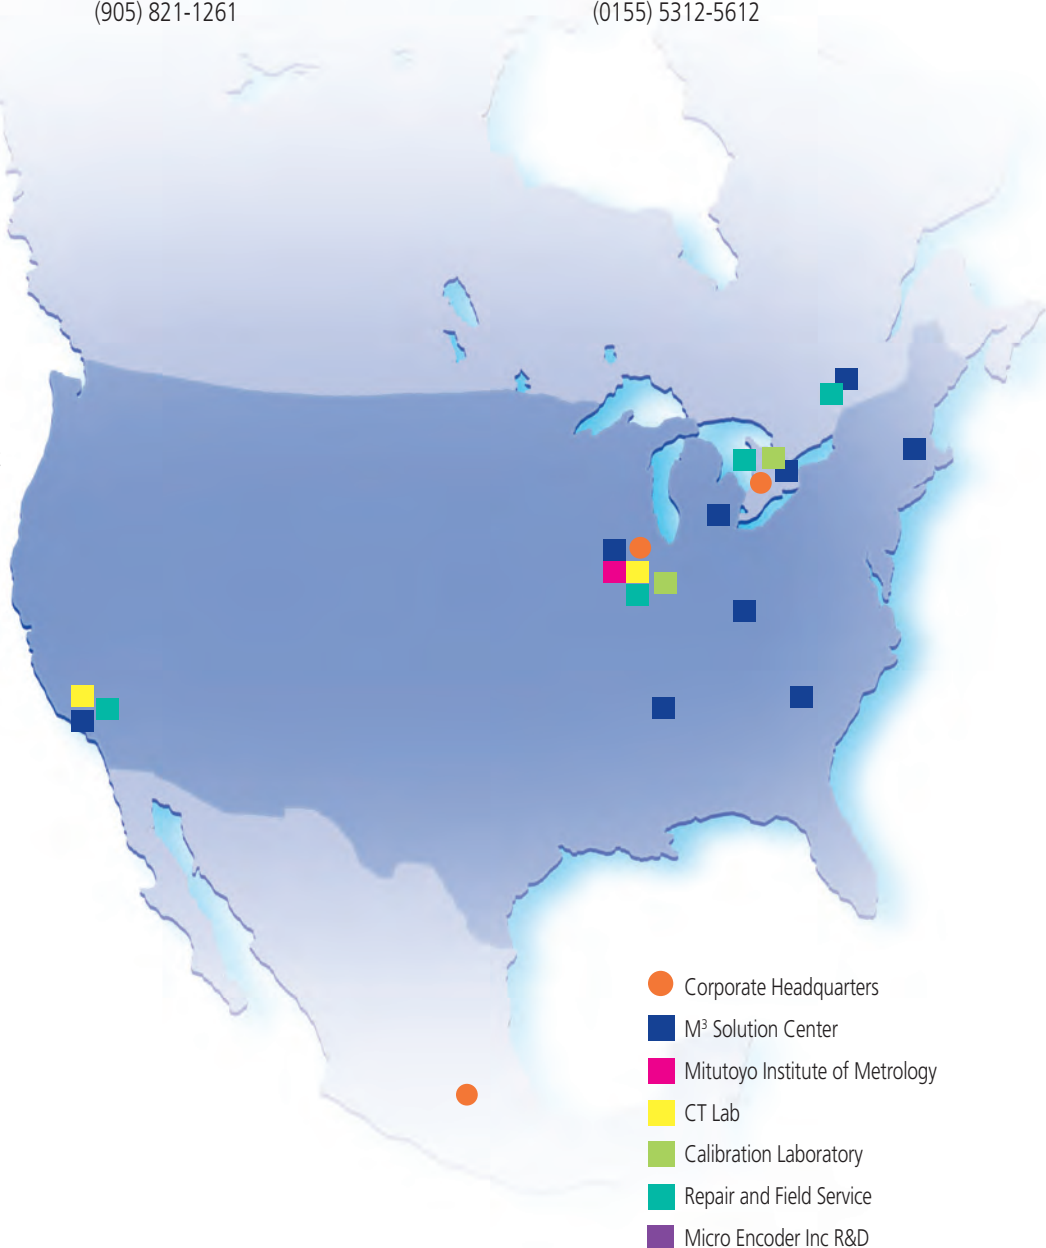 (905) 821-1261
(0155) 5312-5612
Corporate Headquarters
M³ Solution Center
Mitutoyo Institute of Metrology
CT Lab
Calibration Laboratory
Repair and Field Service
Micro Encoder Inc R&D